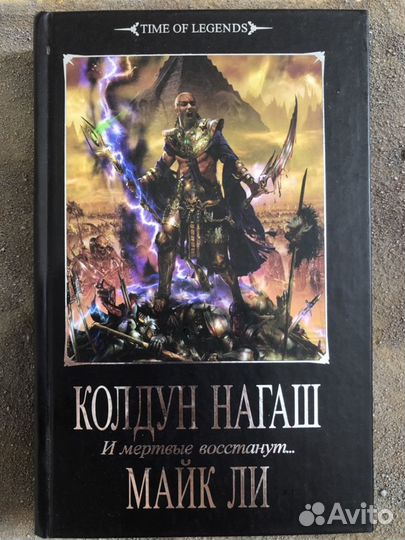 TIME OF LEGENDS
КОЛДУН НАГАШ
И мертвые восстанут...
МАЙК ЛИ
Avito